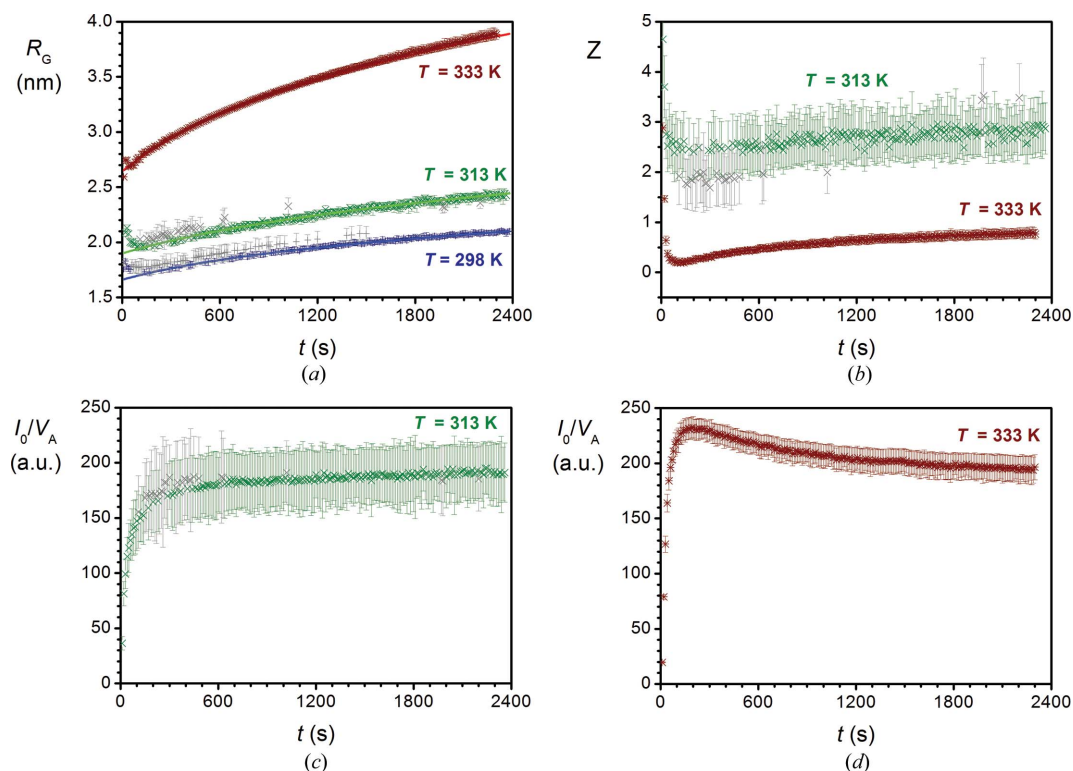 R_G
(nm)
4.0
3.5
3.0
2.5
2.0
1.5
T = 333 K
T = 313 K
T = 298 K
0 600 1200 1800 2400
t (s)
(a)
Z
5
4
3
2
1
0
T = 313 K
T = 333 K
0 600 1200 1800 2400
t (s)
(b)
I_0/V_A
(a.u.)
250
200
150
100
50
0
T = 313 K
0 600 1200 1800 2400
t (s)
(c)
I_0/V_A
(a.u.)
250
200
150
100
50
0
T = 333 K
0 600 1200 1800 2400
t (s)
(d)